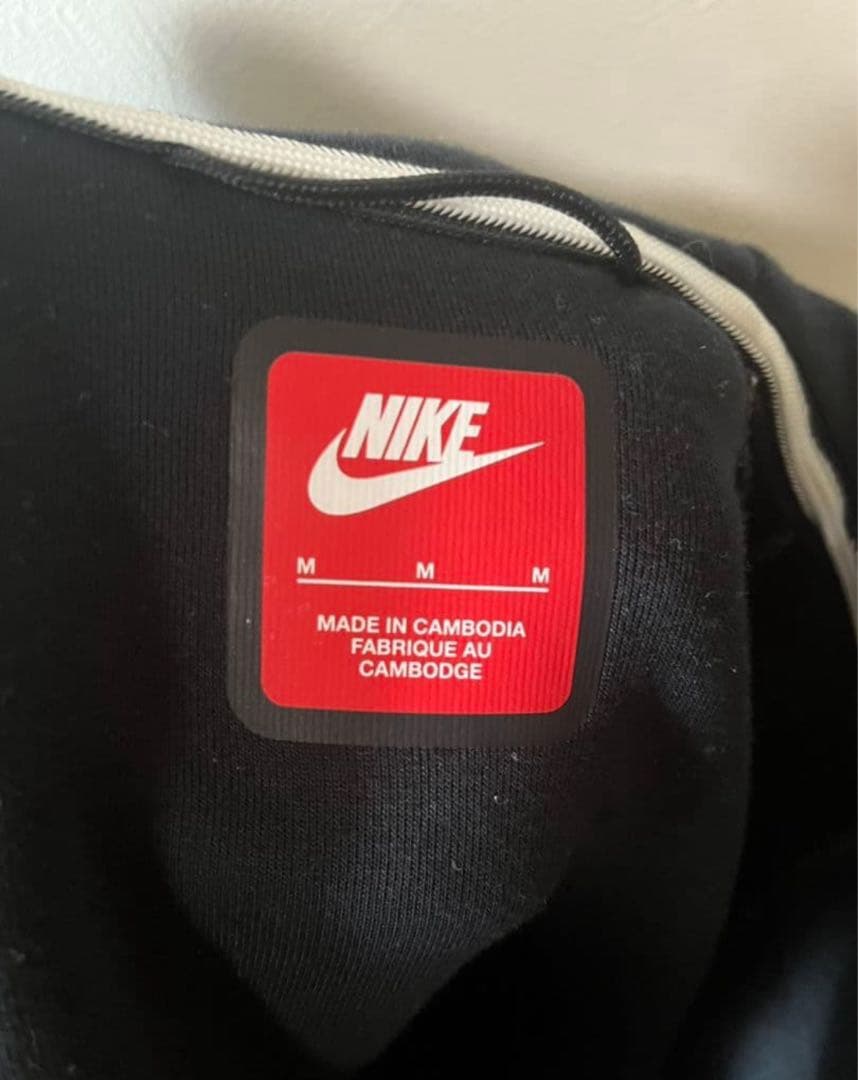 NIKE
M M M
MADE IN CAMBODIA
FABRIQUE AU
CAMBODGE